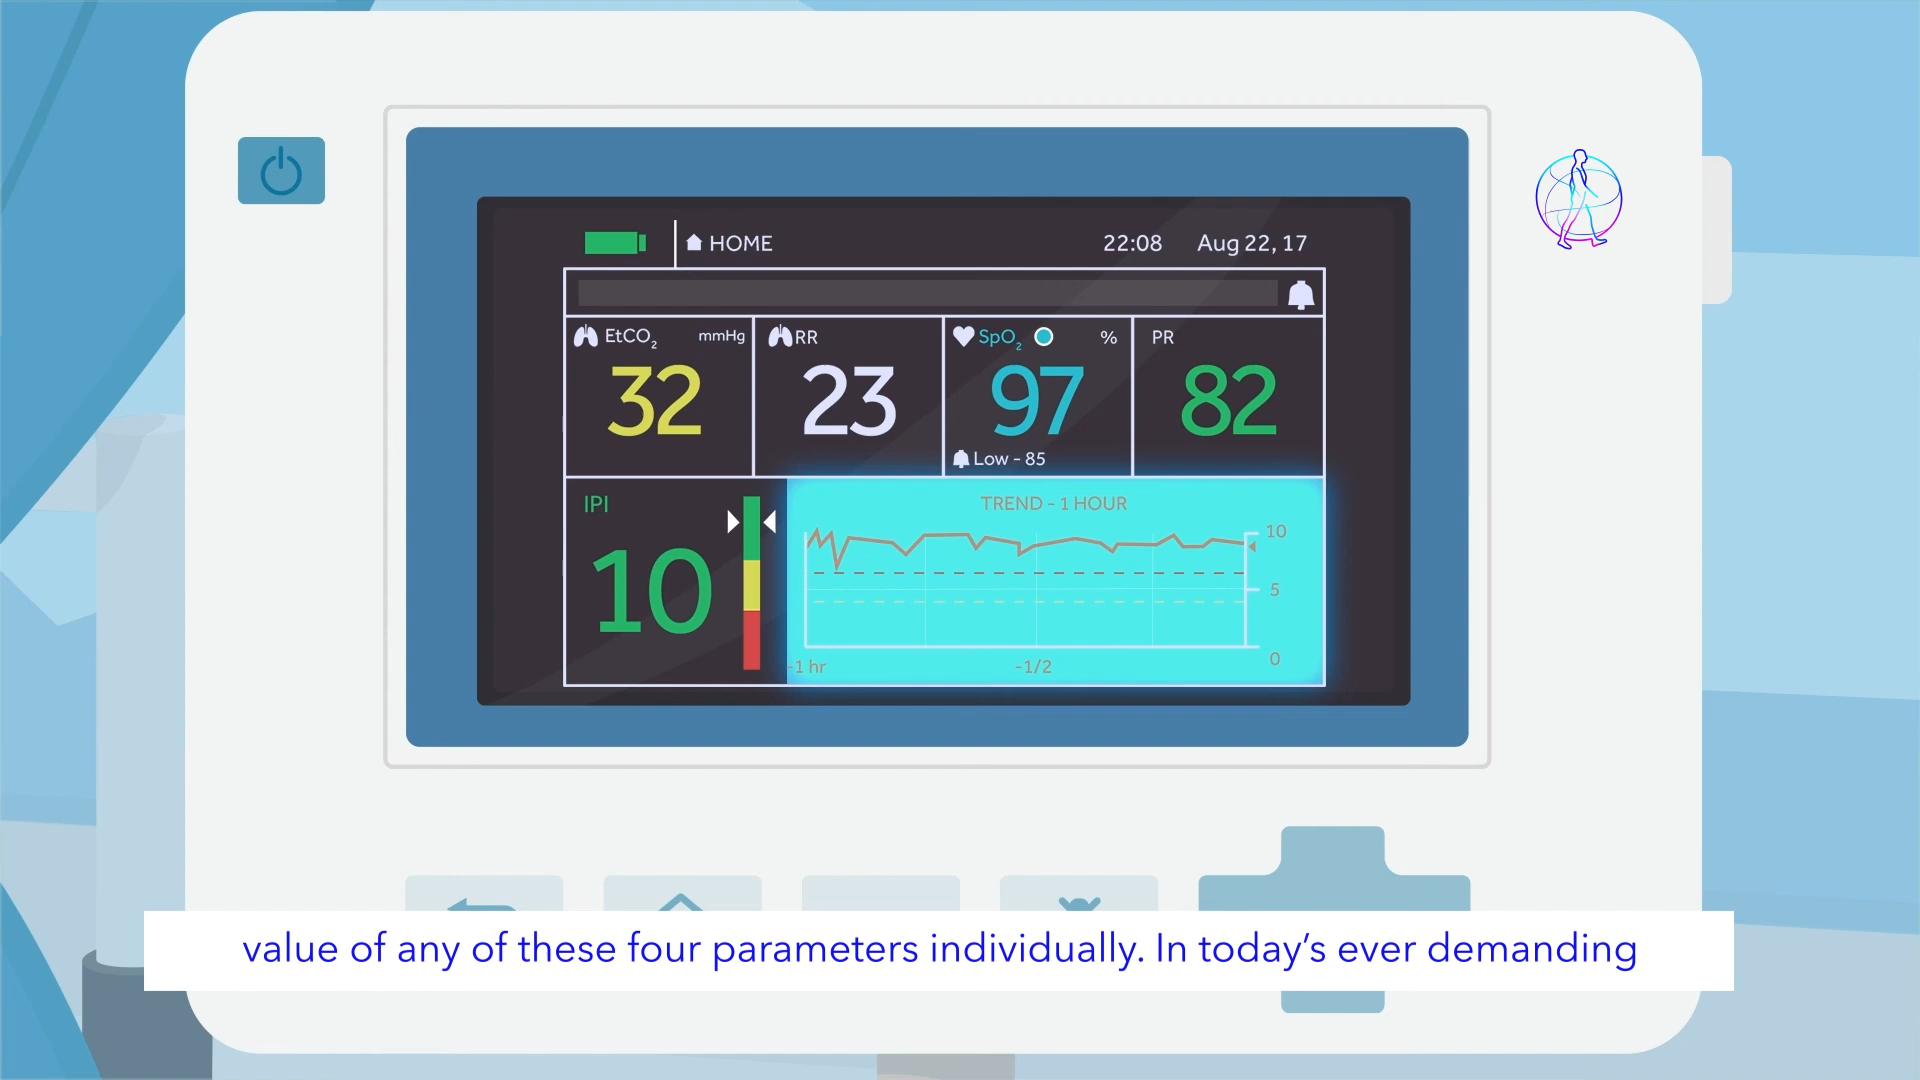 HOME
22:08 Aug 22, 17
EtCO₂ mmHg
32
RR
23
SpO₂ %
97
Low - 85
PR
82
IPI
10
TREND - 1 HOUR
10
5
0
-1 hr -1/2
value of any of these four parameters individually. In today's ever demanding